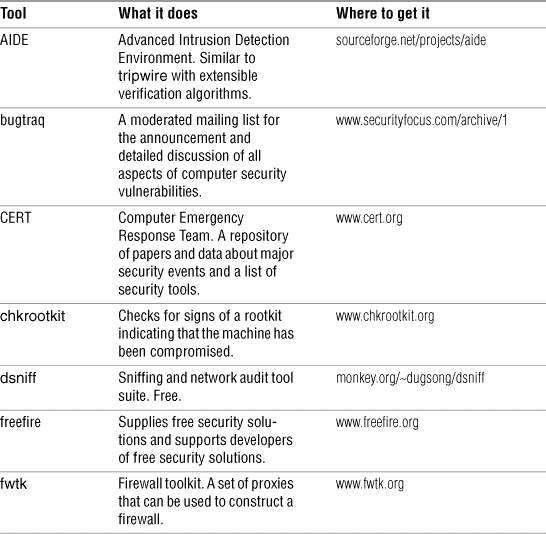 Tool What it does Where to get it
AIDE Advanced Intrusion Detection sourceforge.net/projects/aide
Environment. Similar to
tripwire with extensible
verification algorithms.
bugtraq A moderated mailing list for www.securityfocus.com/archive/1
the announcement and
detailed discussion of all
aspects of computer security
vulnerabilities.
CERT Computer Emergency www.cert.org
Response Team. A repository
of papers and data about major
security events and a list of
security tools.
chkrootkit Checks for signs of a rootkit www.chkrootkit.org
indicating that the machine has
been compromised.
dsniff Sniffing and network audit tool monkey.org/~dugsong/dsniff
suite. Free.
freefire Supplies free security solu- www.freefire.org
tions and supports developers
of free security solutions.
fwtk Firewall toolkit. A set of proxies www.fwtk.org
that can be used to construct a
firewall.